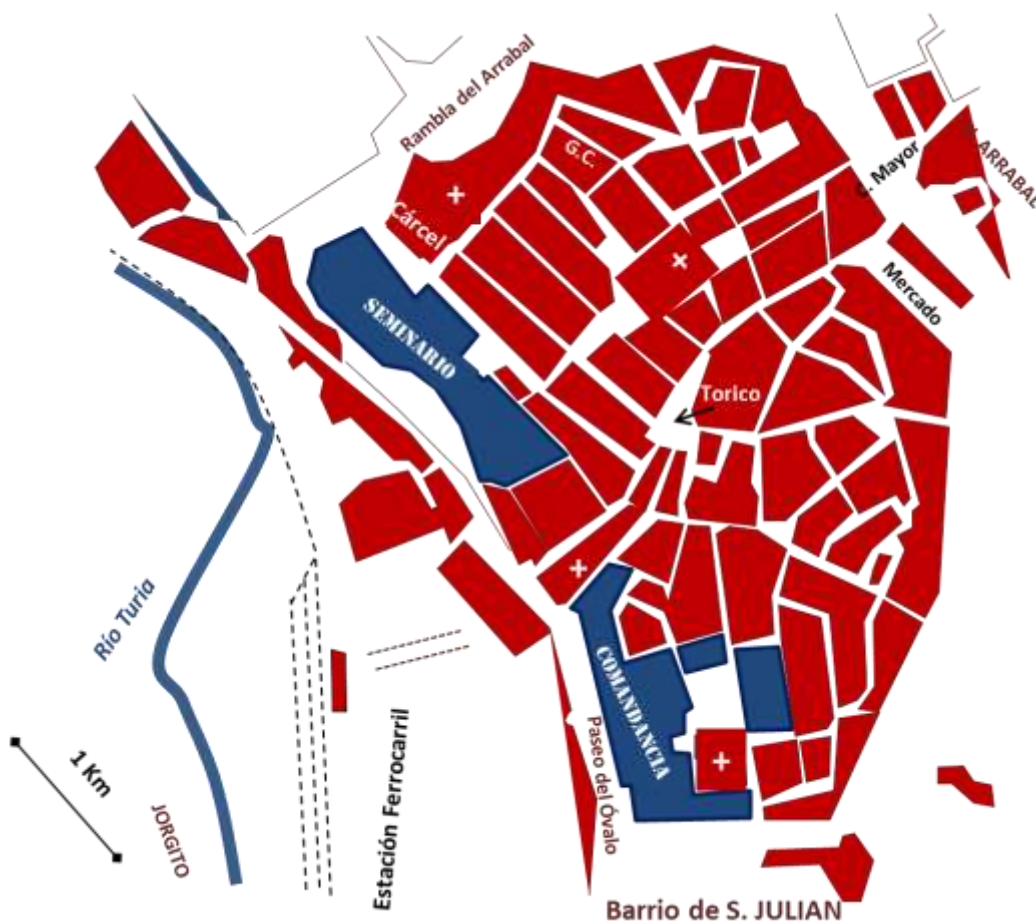 Rambla del Arrabal
G.C.
Cárcel
C. Mayor
ARRABAL
Mercado
SEMINARIO
Torico
Río Turia
COMANDANCIA
Paseo del Óvalo
1 Km
JORGITO
Estación Ferrocarril
Barrio de S. JULIAN